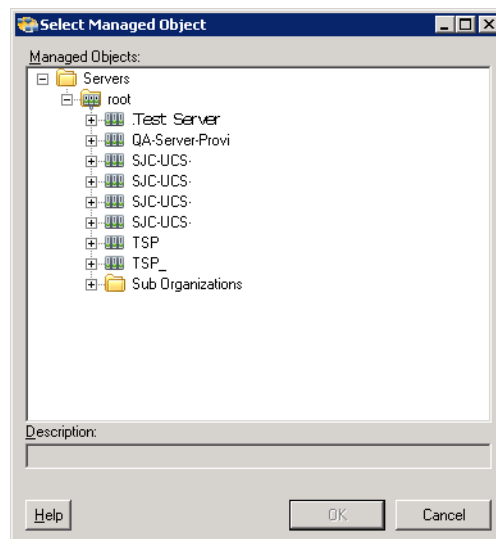 Select Managed Object
Managed Objects:
Servers
root
.Test Server
QA-Server-Provi
SJC-UCS-
SJC-UCS-
SJC-UCS-
SJC-UCS-
TSP
TSP_
Sub Organizations
Description:
Help
OK
Cancel